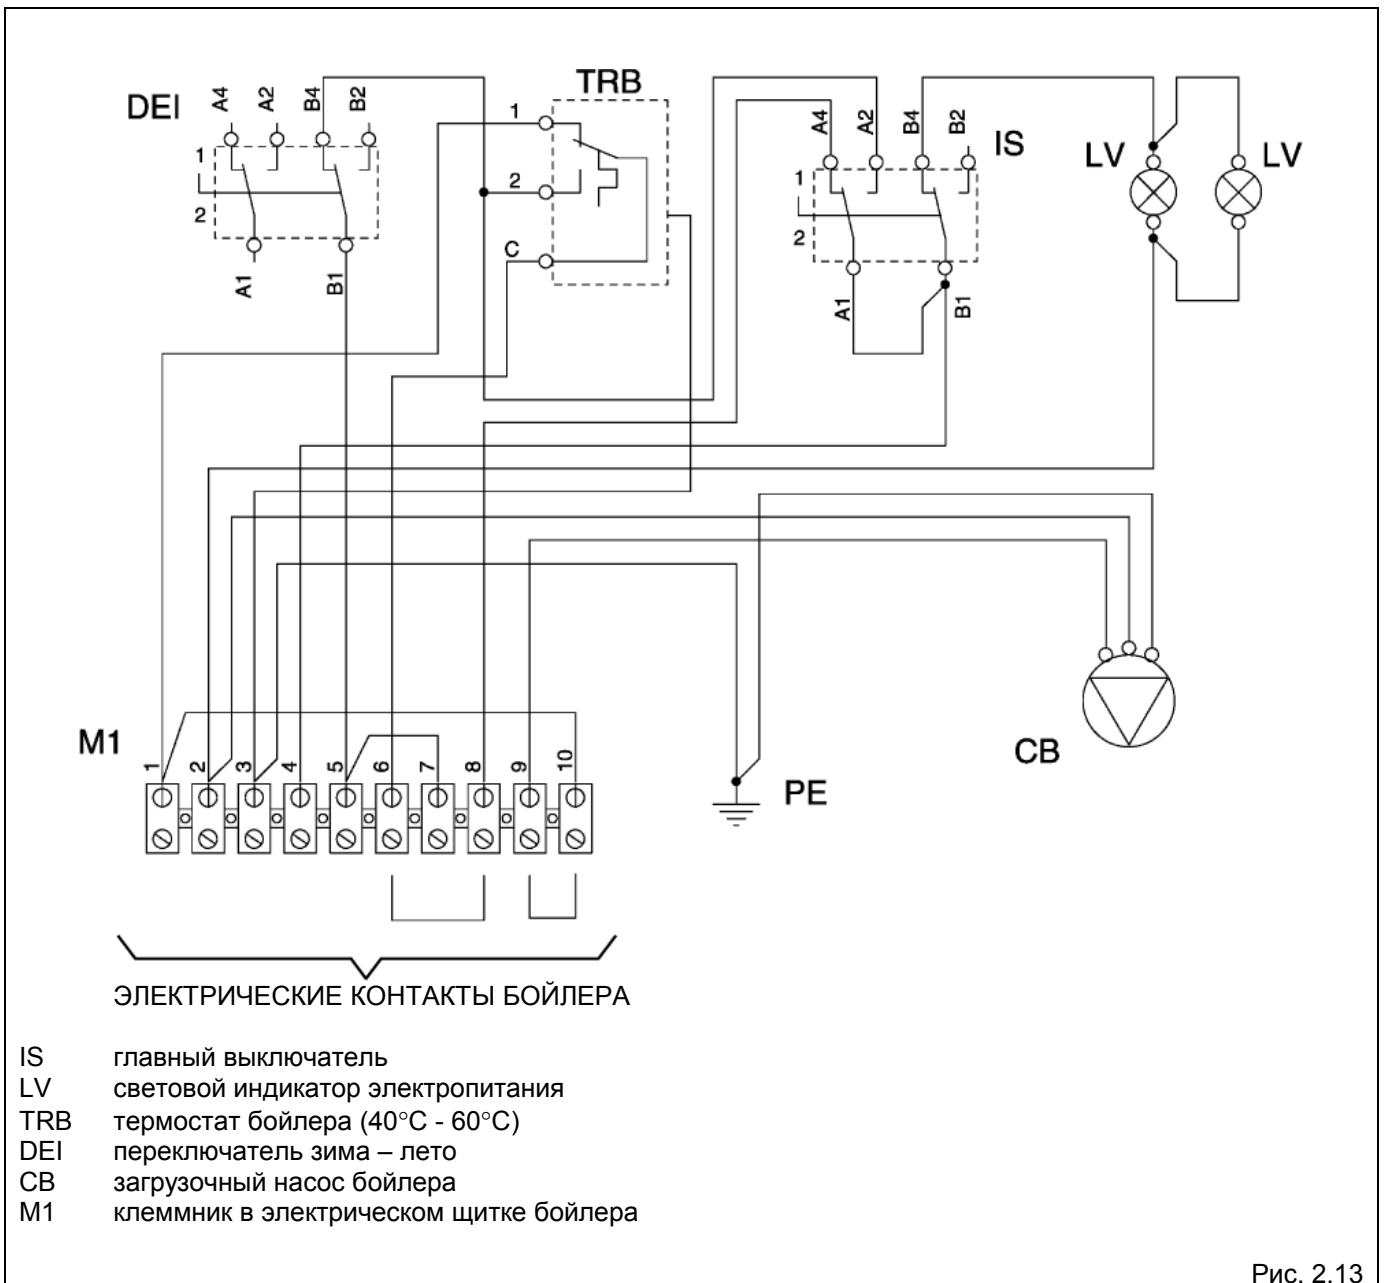 TRB
DEI
A4 A2 B4 B2
1
2
A1
B1
1
2
C
A4 A2 B4 B2
IS
1
2
A1
B1
LV
LV
M1
1 2 3 4 5 6 7 8 9 10
CB
PE
ЭЛЕКТРИЧЕСКИЕ КОНТАКТЫ БОЙЛЕРА
IS главный выключатель
LV световой индикатор электропитания
TRB термостат бойлера (40°C - 60°C)
DEI переключатель зима – лето
CB загрузочный насос бойлера
M1 клеммник в электрическом щитке бойлера
Рис. 2.13